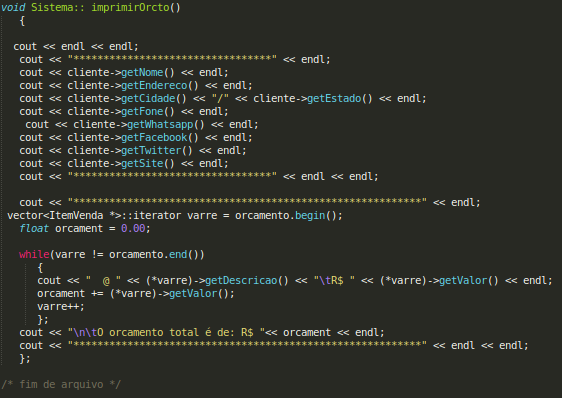 void Sistema:: imprimirOrcto()
{
cout << endl << endl;
cout << "*********************************" << endl;
cout << cliente->getNome() << endl;
cout << cliente->getEndereco() << endl;
cout << cliente->getCidade() << "/" << cliente->getEstado() << endl;
cout << cliente->getFone() << endl;
cout << cliente->getWhatsapp() << endl;
cout << cliente->getFacebook() << endl;
cout << cliente->getTwitter() << endl;
cout << cliente->getSite() << endl;
cout << "*********************************" << endl << endl;
cout << "**********************************************************" << endl;
vector<ItemVenda *>::iterator varre = orcamento.begin();
float orcament = 0.00;
while(varre != orcamento.end())
{
cout << "  @ " << (*varre)->getDescricao() << "\tR$ " << (*varre)->getValor() << endl;
orcament += (*varre)->getValor();
varre++;
};
cout << "\n\tO orcamento total é de: R$ "<< orcament << endl;
cout << "**********************************************************" << endl << endl;
};
/* fim de arquivo */